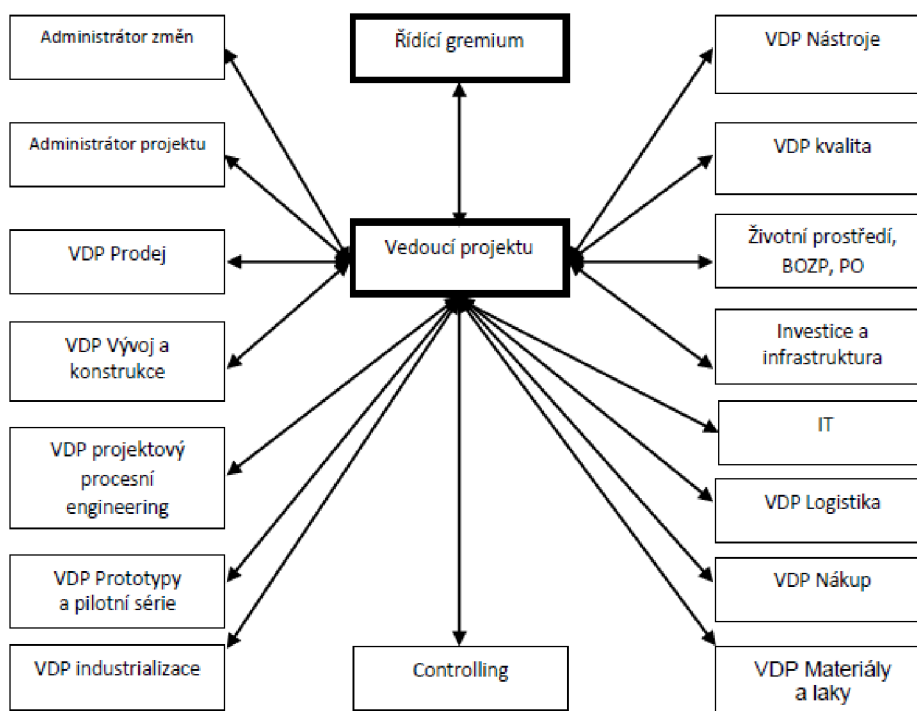 Administrátor změn
Řídící gremium
VDP Nástroje
Administrátor projektu
VDP kvalita
VDP Prodej
Vedoucí projektu
Životní prostředí,
BOZP, PO
VDP Vývoj a
konstrukce
Investice a
infrastruktura
VDP projektový
procesní
engineering
IT
VDP Logistika
VDP Prototypy
a pilotní série
VDP Nákup
VDP industrializace
Controlling
VDP Materiály
a laky